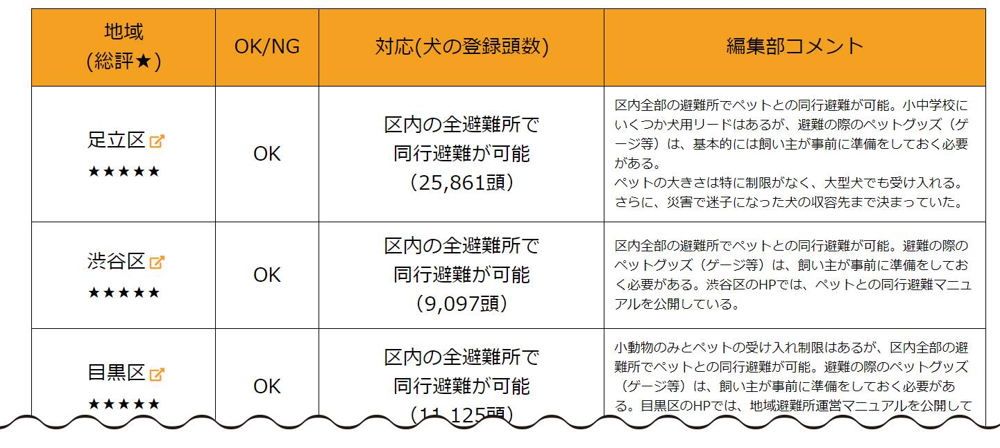 地域
(総評★)
OK/NG
対応(犬の登録頭数)
編集部コメント
足立区
★★★★★
OK
区内の全避難所で
同行避難が可能
（25,861頭）
区内全部の避難所でペットとの同行避難が可能。小中学校に
いくつか犬用リードはあるが、避難の際のペットグッズ（ゲ
ージ等）は、基本的には飼い主が事前に準備をしておく必要
がある。
ペットの大きさは特に制限がなく、大型犬でも受け入れる。
さらに、災害で迷子になった犬の収容先まで決まっていた。
渋谷区
★★★★★
OK
区内の全避難所で
同行避難が可能
（9,097頭）
区内全部の避難所でペットとの同行避難が可能。避難の際の
ペットグッズ（ゲージ等）は、飼い主が事前に準備をしてお
く必要がある。渋谷区のHPでは、ペットとの同行避難マニュ
アルを公開している。
目黒区
★★★★★
OK
区内の全避難所で
同行避難が可能
（11,125頭）
小動物のみとペットの受け入れ制限はあるが、区内全部の避
難所でペットとの同行避難が可能。避難の際のペットグッズ
（ゲージ等）は、飼い主が事前に準備をしておく必要があ
る。目黒区のHPでは、地域避難所運営マニュアルを公開して